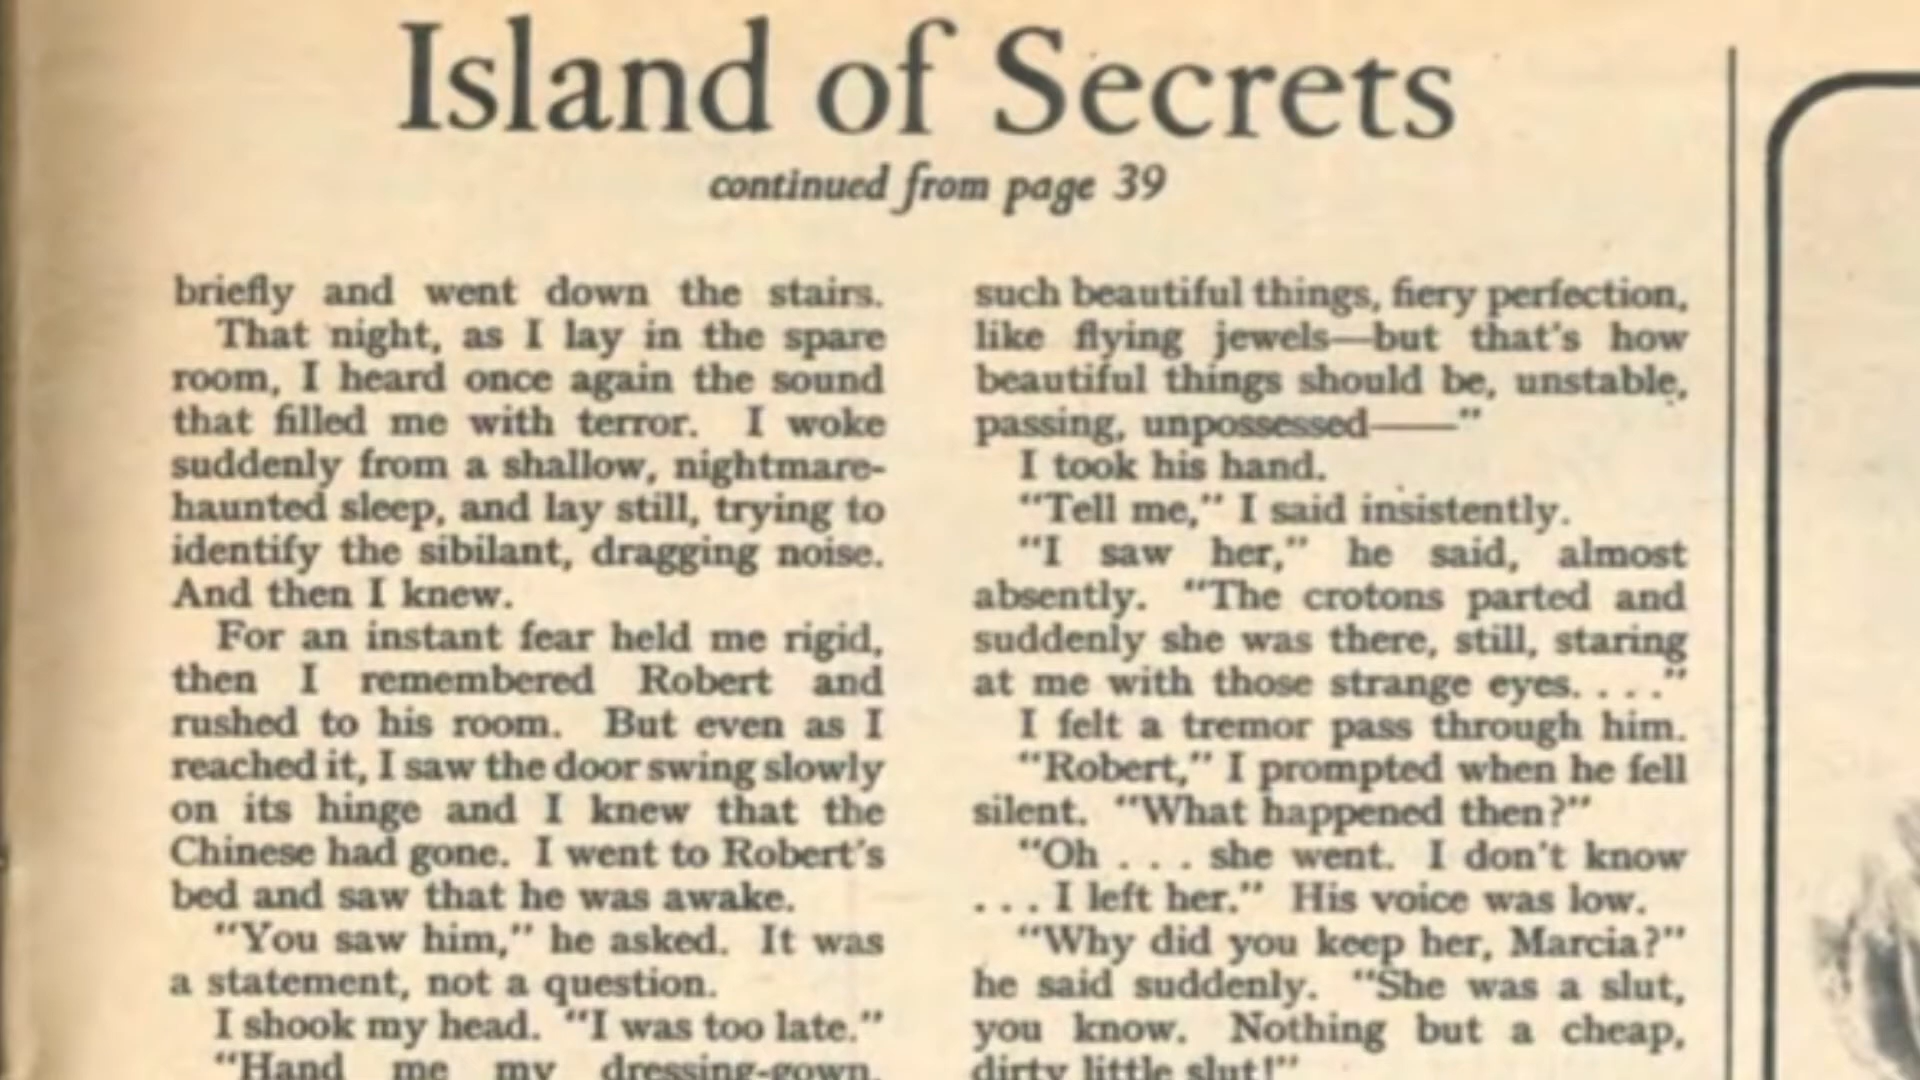 Island of Secrets
continued from page 39
briefly and went down the stairs.
That night, as I lay in the spare
room, I heard once again the sound
that filled me with terror. I woke
suddenly from a shallow, nightmare-
haunted sleep, and lay still, trying to
identify the sibilant, dragging noise.
And then I knew.
For an instant fear held me rigid,
then I remembered Robert and
rushed to his room. But even as I
reached it, I saw the door swing slowly
on its hinge and I knew that the
Chinese had gone. I went to Robert's
bed and saw that he was awake.
"You saw him," he asked. It was
a statement, not a question.
I shook my head. "I was too late."
"Hand me my dressing-gown,
such beautiful things, fiery perfection,
like flying jewels—but that's how
beautiful things should be, unstable,
passing, unpossessed——"
I took his hand.
"Tell me," I said insistently.
"I saw her," he said, almost
absently. "The crotons parted and
suddenly she was there, still, staring
at me with those strange eyes. . . ."
I felt a tremor pass through him.
"Robert," I prompted when he fell
silent. "What happened then?"
"Oh . . . she went. I don't know
. . . I left her." His voice was low.
"Why did you keep her, Marcia?"
he said suddenly. "She was a slut,
you know. Nothing but a cheap,
dirty little slut!"